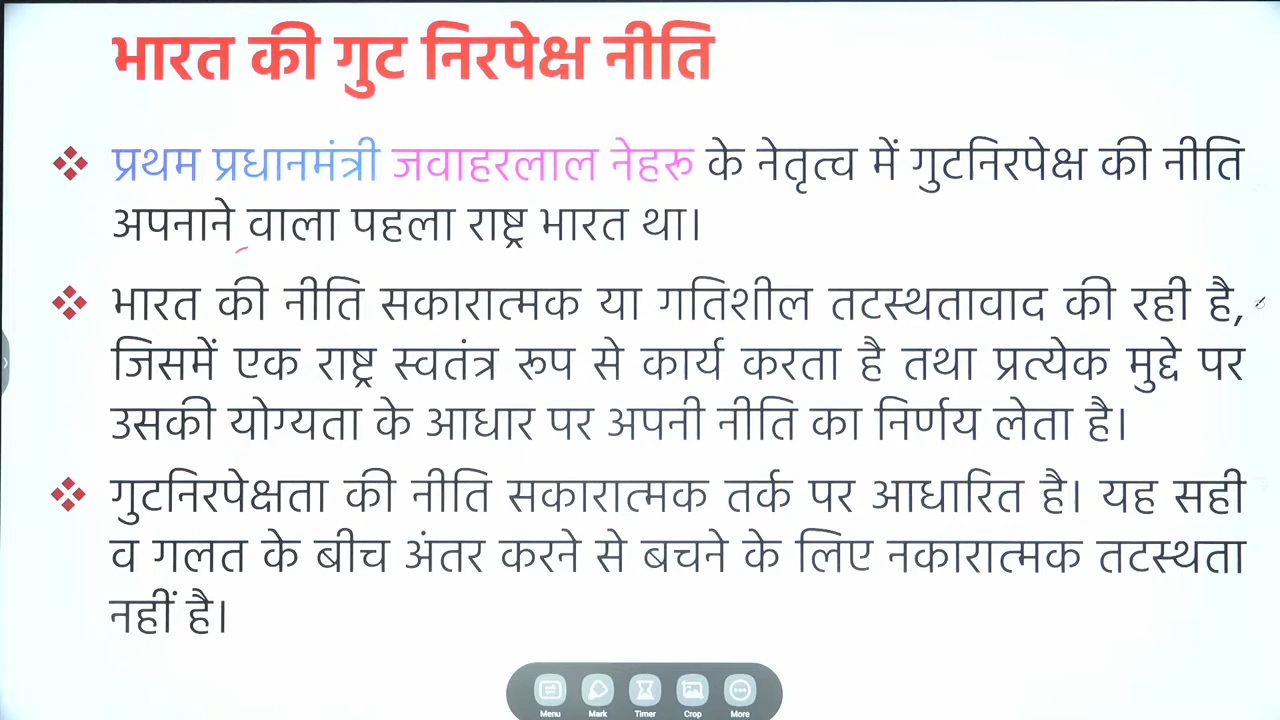 भारत की गुट निरपेक्ष नीति
प्रथम प्रधानमंत्री जवाहरलाल नेहरू के नेतृत्व में गुटनिरपेक्ष की नीति
अपनाने वाला पहला राष्ट्र भारत था।
भारत की नीति सकारात्मक या गतिशील तटस्थतावाद की रही है,
जिसमें एक राष्ट्र स्वतंत्र रूप से कार्य करता है तथा प्रत्येक मुद्दे पर
उसकी योग्यता के आधार पर अपनी नीति का निर्णय लेता है।
गुटनिरपेक्षता की नीति सकारात्मक तर्क पर आधारित है। यह सही
व गलत के बीच अंतर करने से बचने के लिए नकारात्मक तटस्थता
नहीं है।
Menu Mark Timer Crop More